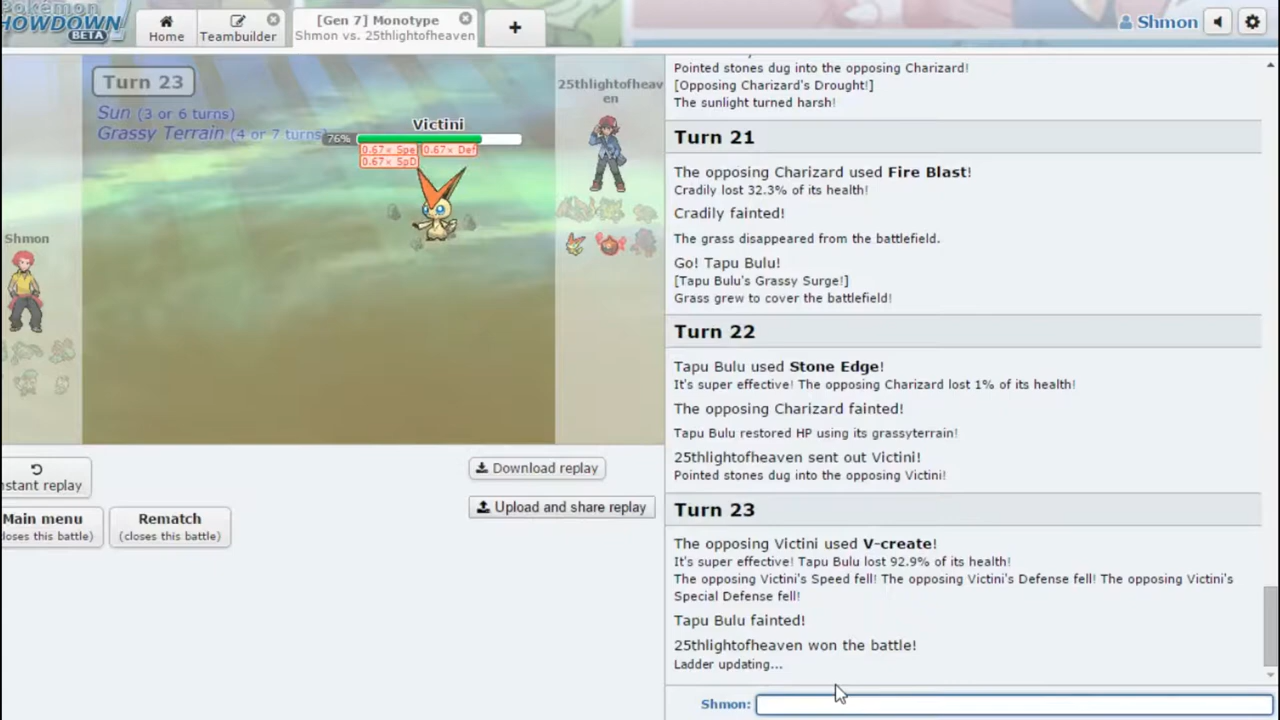 Pokémon
HOWDOWN
BETA
Home
Teambuilder
[Gen 7] Monotype
Shmon vs. 25thlightofheaven
+
Shmon
Turn 23
Sun (3 or 6 turns)
Grassy Terrain (4 or 7 turns)
Victini
76%
0.67× Spe
0.67× Def
0.67× SpD
25thlightofheav
en
Shmon
nstant replay
Main menu
(closes this battle)
Rematch
(closes this battle)
Download replay
Upload and share replay
Pointed stones dug into the opposing Charizard!
[Opposing Charizard's Drought!]
The sunlight turned harsh!
Turn 21
The opposing Charizard used Fire Blast!
Cradily lost 32.3% of its health!
Cradily fainted!
The grass disappeared from the battlefield.
Go! Tapu Bulu!
[Tapu Bulu's Grassy Surge!]
Grass grew to cover the battlefield!
Turn 22
Tapu Bulu used Stone Edge!
It's super effective! The opposing Charizard lost 1% of its health!
The opposing Charizard fainted!
Tapu Bulu restored HP using its grassyterrain!
25thlightofheaven sent out Victini!
Pointed stones dug into the opposing Victini!
Turn 23
The opposing Victini used V-create!
It's super effective! Tapu Bulu lost 92.9% of its health!
The opposing Victini's Speed fell! The opposing Victini's Defense fell! The opposing Victini's
Special Defense fell!
Tapu Bulu fainted!
25thlightofheaven won the battle!
Ladder updating...
Shmon: